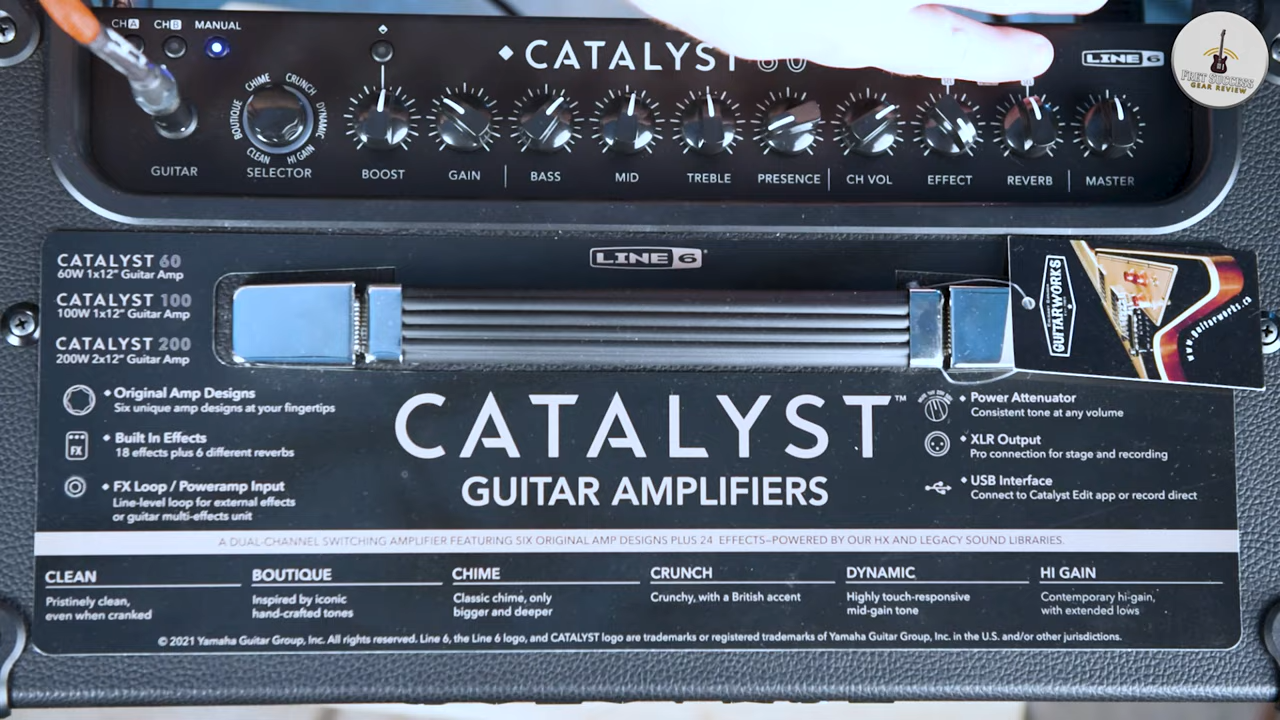 CH A CH B MANUAL
CATALYST 60
LINE 6
FRET SUCCESS
GEAR REVIEW
BOUTIQUE CHIME CRUNCH DYNAMIC
CLEAN HI GAIN
GUITAR SELECTOR BOOST GAIN BASS MID TREBLE PRESENCE CH VOL EFFECT REVERB MASTER
LINE 6
CATALYST 60
60W 1x12" Guitar Amp
CATALYST 100
100W 1x12" Guitar Amp
CATALYST 200
200W 2x12" Guitar Amp
GUITARWORKS
www.guitarworks.ca
Original Amp Designs
Six unique amp designs at your fingertips
Built In Effects
18 effects plus 6 different reverbs
FX
FX Loop / Poweramp Input
Line-level loop for external effects
or guitar multi-effects unit
CATALYST™
GUITAR AMPLIFIERS
Power Attenuator
Consistent tone at any volume
XLR Output
Pro connection for stage and recording
USB Interface
Connect to Catalyst Edit app or record direct
A DUAL-CHANNEL SWITCHING AMPLIFIER FEATURING SIX ORIGINAL AMP DESIGNS PLUS 24 EFFECTS—POWERED BY OUR HX AND LEGACY SOUND LIBRARIES.
CLEAN
Pristinely clean,
even when cranked
BOUTIQUE
Inspired by iconic
hand-crafted tones
CHIME
Classic chime, only
bigger and deeper
CRUNCH
Crunchy, with a British accent
DYNAMIC
Highly touch-responsive
mid-gain tone
HI GAIN
Contemporary hi-gain,
with extended lows
© 2021 Yamaha Guitar Group, Inc. All rights reserved. Line 6, the Line 6 logo, and CATALYST logo are trademarks or registered trademarks of Yamaha Guitar Group, Inc. in the U.S. and/or other jurisdictions.